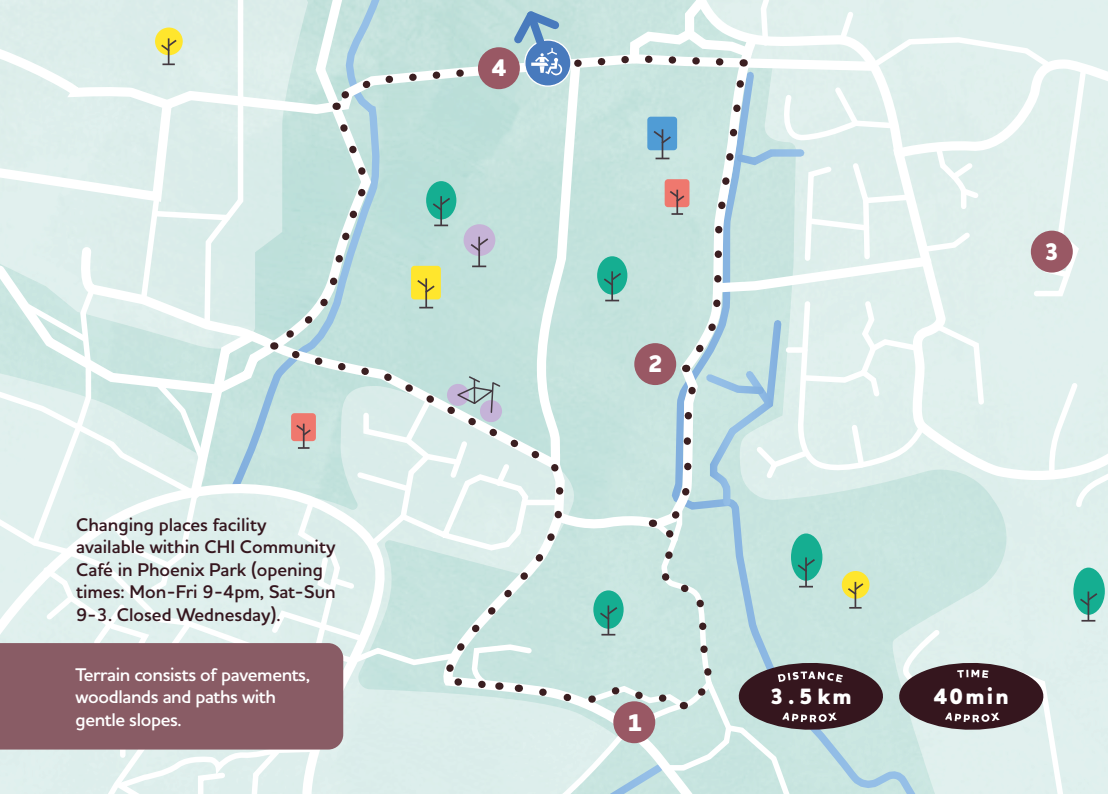 4
3
2
Changing places facility
available within CHI Community
Café in Phoenix Park (opening
times: Mon-Fri 9-4pm, Sat-Sun
9-3. Closed Wednesday).
Terrain consists of pavements,
woodlands and paths with
gentle slopes.
1
DISTANCE
3.5km
APPROX
TIME
40min
APPROX